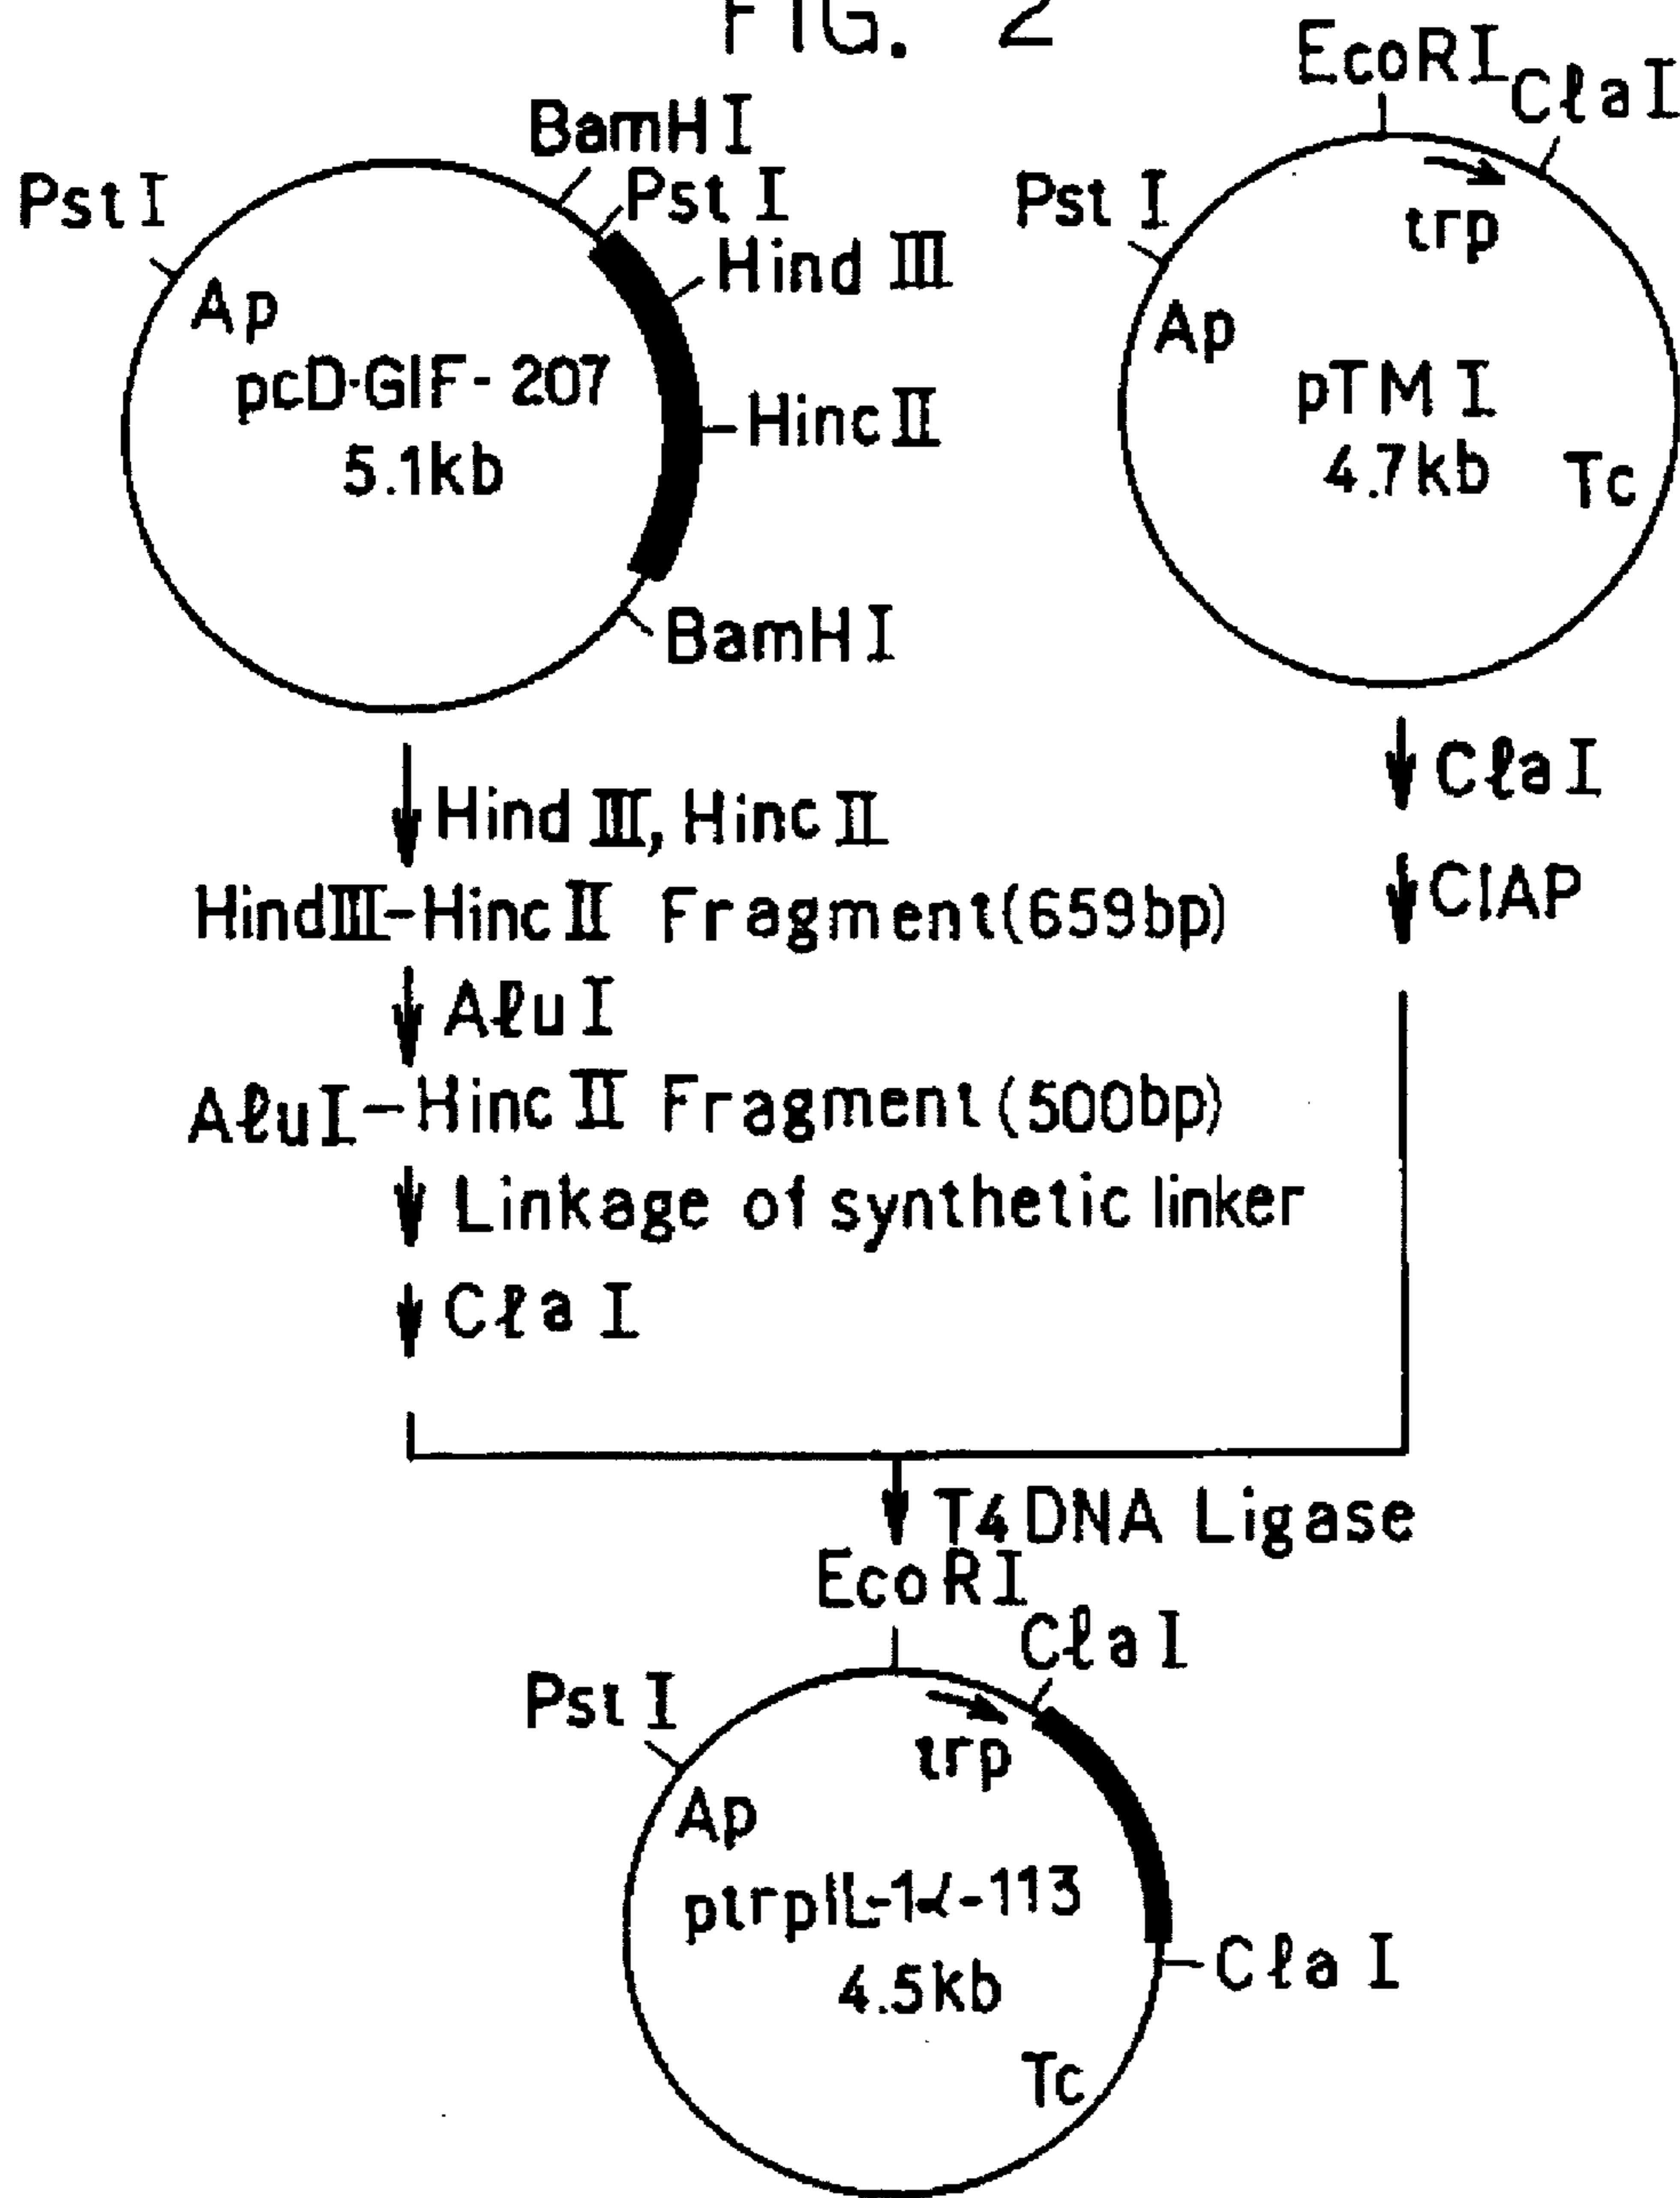 FIG. 2
EcoRI
ClaI
BamHI
PstI
PstI
PstI
HindIII
trp
Ap
Ap
pcD·GIF-207
pTMI
HincII
5.1kb
4.7kb
Tc
BamHI
ClaI
HindIII, HincII
HindIII-HincII Fragment(659bp)
CIAP
AluI
AluI-HincII Fragment(500bp)
Linkage of synthetic linker
ClaI
T4DNA Ligase
EcoRI
ClaI
PstI
trp
Ap
ptrpIL-1α-113
ClaI
4.5kb
Tc